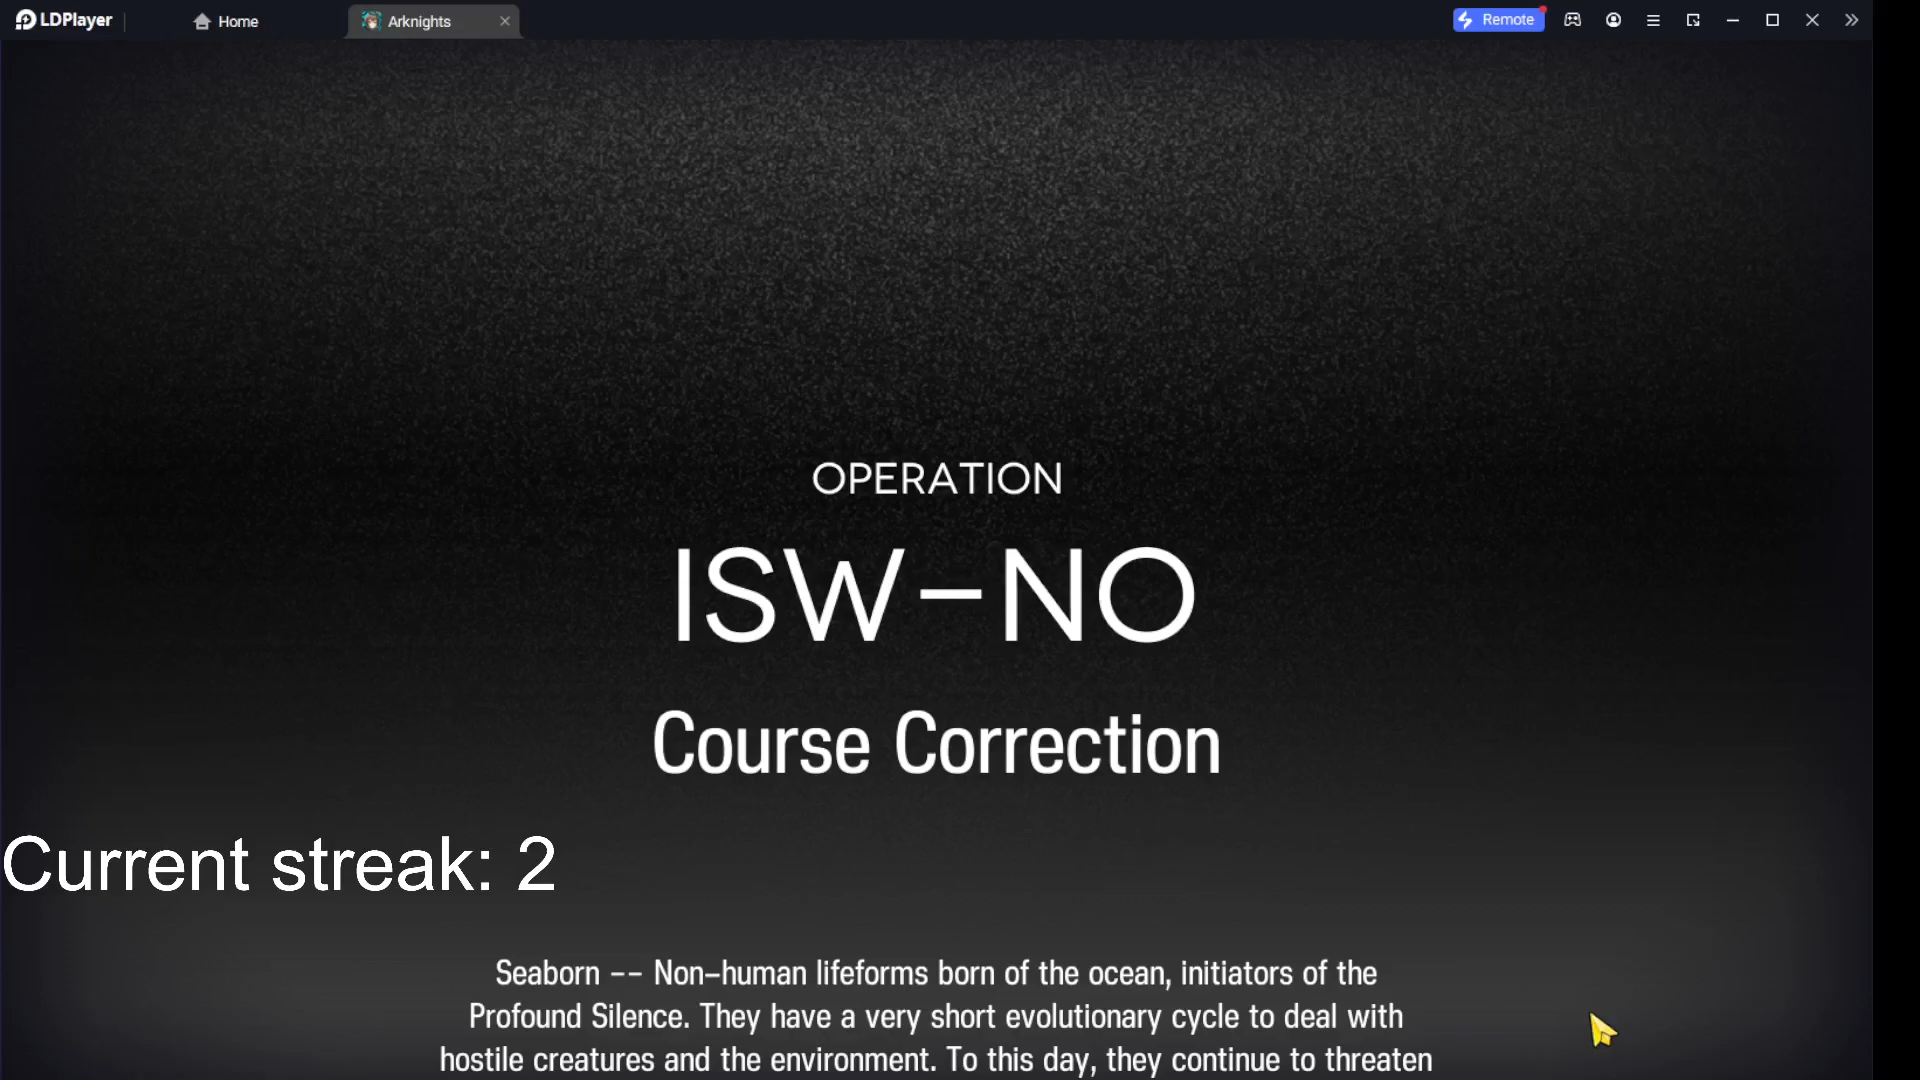 LDPlayer
Home
Arknights
Remote
OPERATION
ISW-NO
Course Correction
Current streak: 2
Seaborn -- Non-human lifeforms born of the ocean, initiators of the
Profound Silence. They have a very short evolutionary cycle to deal with
hostile creatures and the environment. To this day, they continue to threaten